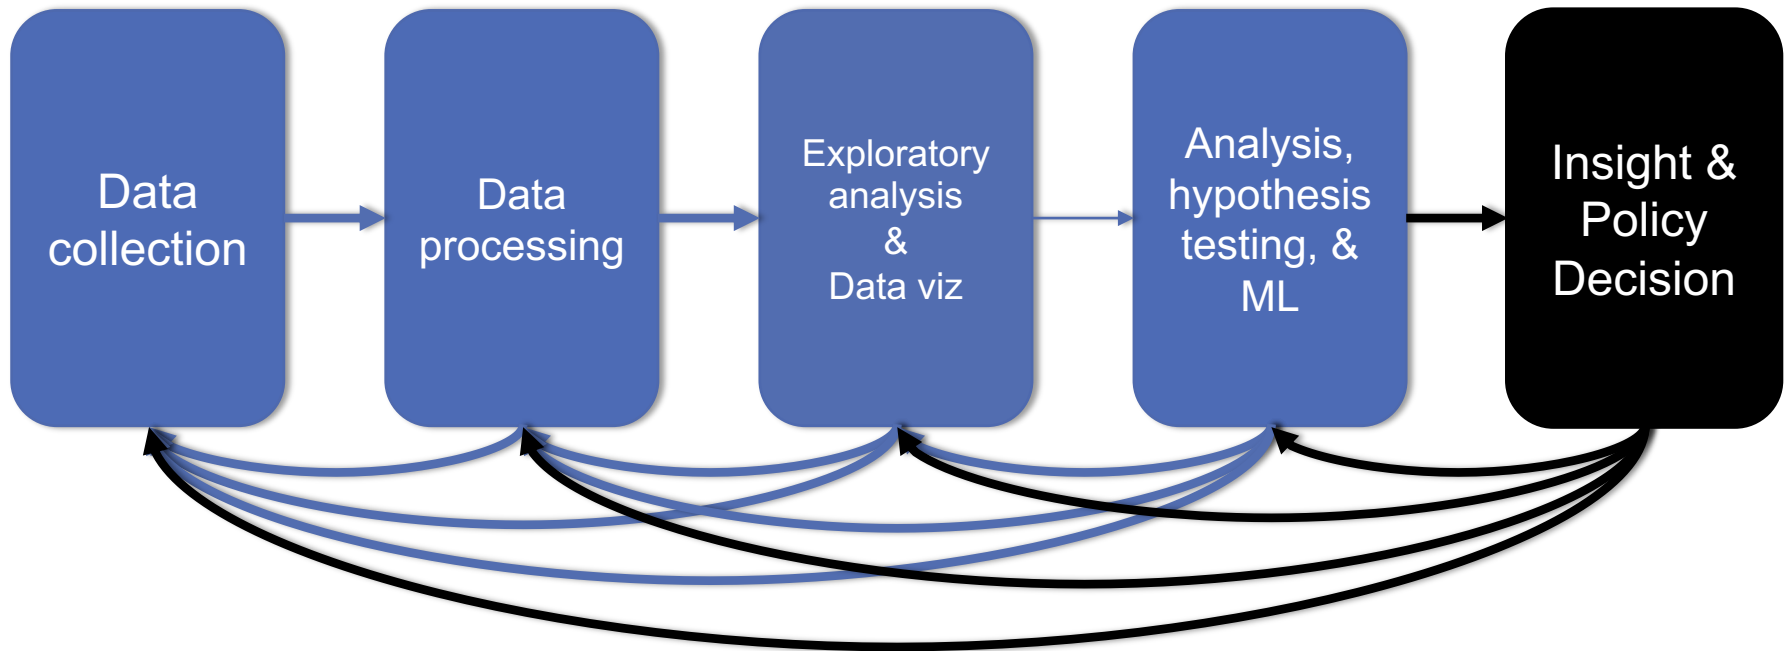 Data
collection
Data
processing
Exploratory
analysis
&
Data viz
Analysis,
hypothesis
testing, &
ML
Insight &
Policy
Decision